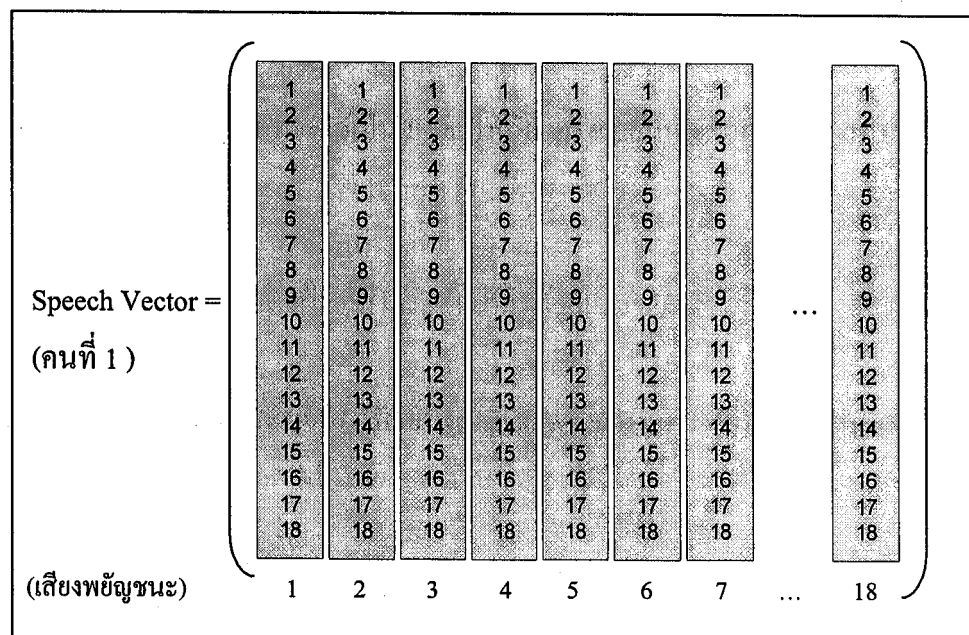 1 1 1 1 1 1 1 1
2 2 2 2 2 2 2 2
3 3 3 3 3 3 3 3
4 4 4 4 4 4 4 4
5 5 5 5 5 5 5 5
6 6 6 6 6 6 6 6
7 7 7 7 7 7 7 7
8 8 8 8 8 8 8 8
Speech Vector = 9 9 9 9 9 9 9 ... 9
10 10 10 10 10 10 10 10
(คนที่ 1 ) 11 11 11 11 11 11 11 11
12 12 12 12 12 12 12 12
13 13 13 13 13 13 13 13
14 14 14 14 14 14 14 14
15 15 15 15 15 15 15 15
16 16 16 16 16 16 16 16
17 17 17 17 17 17 17 17
18 18 18 18 18 18 18 18
(เสียงพยัญชนะ) 1 2 3 4 5 6 7 ... 18